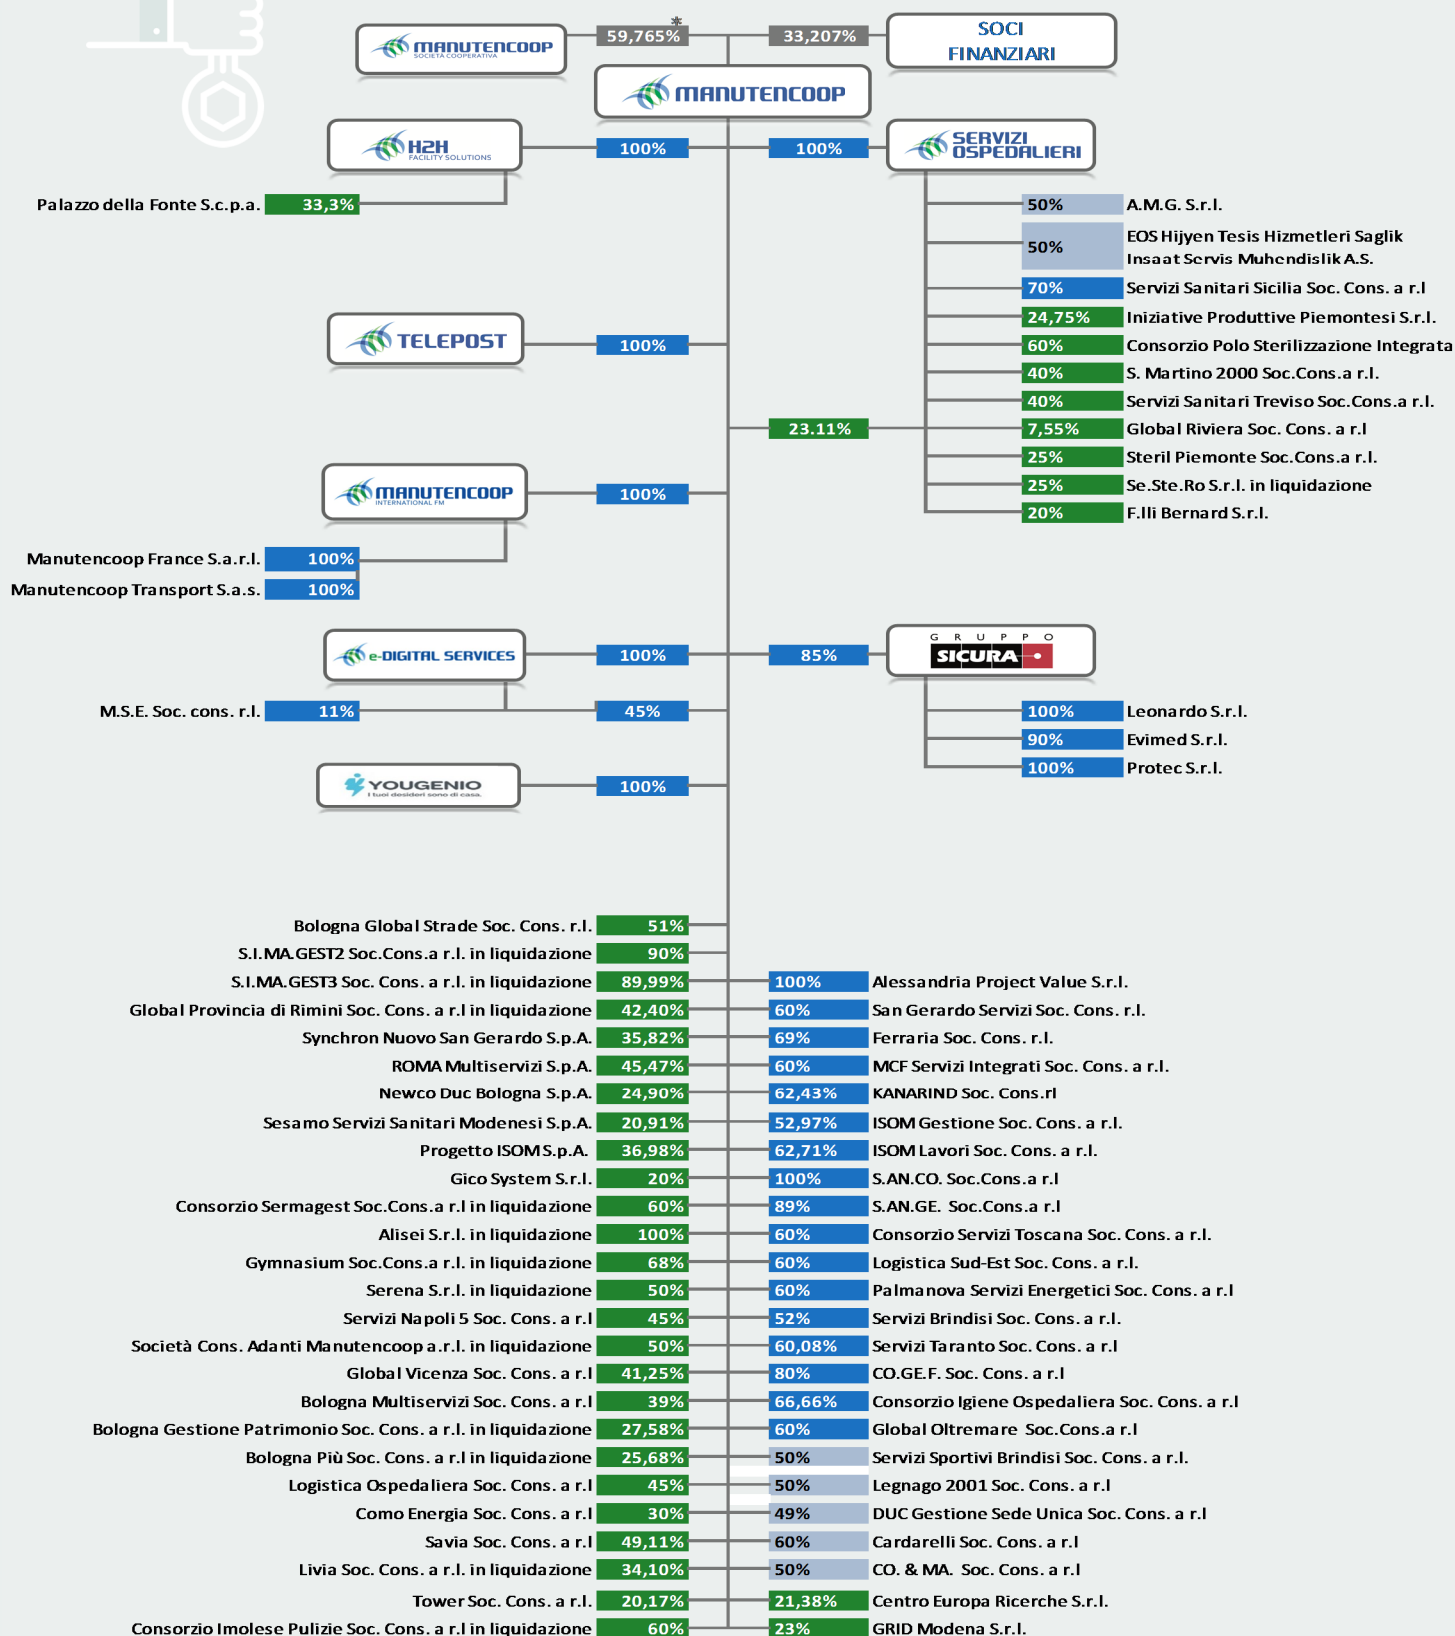 MANUTENCOOP
SOCIETÀ COOPERATIVA
59,765%
*
33,207%
SOCI
FINANZIARI
MANUTENCOOP
H2H
FACILITY SOLUTIONS
100%
100%
SERVIZI
OSPEDALIERI
Palazzo della Fonte S.c.p.a. 33,3%
50% A.M.G. S.r.l.
50% EOS Hijyen Tesis Hizmetleri Saglik
Insaat Servis Muhendislik A.S.
70% Servizi Sanitari Sicilia Soc. Cons. a r.l
24,75% Iniziative Produttive Piemontesi S.r.l.
TELEPOST
100%
60% Consorzio Polo Sterilizzazione Integrata
40% S. Martino 2000 Soc.Cons.a r.l.
40% Servizi Sanitari Treviso Soc.Cons.a r.l.
23.11%
7,55% Global Riviera Soc. Cons. a r.l
25% Steril Piemonte Soc.Cons.a r.l.
25% Se.Ste.Ro S.r.l. in liquidazione
20% F.lli Bernard S.r.l.
MANUTENCOOP
INTERNATIONAL FM
100%
Manutencoop France S.a.r.l. 100%
Manutencoop Transport S.a.s. 100%
e-DIGITAL SERVICES
100%
85%
GRUPPO
SICURA
M.S.E. Soc. cons. r.l. 11%
45%
100% Leonardo S.r.l.
90% Evimed S.r.l.
100% Protec S.r.l.
YOUGENIO
I tuoi desideri sono di casa.
100%
Bologna Global Strade Soc. Cons. r.l. 51%
S.I.MA.GEST2 Soc.Cons.a r.l. in liquidazione 90%
S.I.MA.GEST3 Soc. Cons. a r.l. in liquidazione 89,99% 100% Alessandria Project Value S.r.l.
Global Provincia di Rimini Soc. Cons. a r.l in liquidazione 42,40% 60% San Gerardo Servizi Soc. Cons. r.l.
Synchron Nuovo San Gerardo S.p.A. 35,82% 69% Ferraria Soc. Cons. r.l.
ROMA Multiservizi S.p.A. 45,47% 60% MCF Servizi Integrati Soc. Cons. a r.l.
Newco Duc Bologna S.p.A. 24,90% 62,43% KANARIND Soc. Cons.rl
Sesamo Servizi Sanitari Modenesi S.p.A. 20,91% 52,97% ISOM Gestione Soc. Cons. a r.l.
Progetto ISOM S.p.A. 36,98% 62,71% ISOM Lavori Soc. Cons. a r.l.
Gico System S.r.l. 20% 100% S.AN.CO. Soc.Cons.a r.l
Consorzio Sermagest Soc.Cons.a r.l in liquidazione 60% 89% S.AN.GE. Soc.Cons.a r.l
Alisei S.r.l. in liquidazione 100% 60% Consorzio Servizi Toscana Soc. Cons. a r.l.
Gymnasium Soc.Cons.a r.l. in liquidazione 68% 60% Logistica Sud-Est Soc. Cons. a r.l.
Serena S.r.l. in liquidazione 50% 60% Palmanova Servizi Energetici Soc. Cons. a r.l
Servizi Napoli 5 Soc. Cons. a r.l 45% 52% Servizi Brindisi Soc. Cons. a r.l.
Società Cons. Adanti Manutencoop a.r.l. in liquidazione 50% 60,08% Servizi Taranto Soc. Cons. a r.l
Global Vicenza Soc. Cons. a r.l 41,25% 80% CO.GE.F. Soc. Cons. a r.l
Bologna Multiservizi Soc. Cons. a r.l 39% 66,66% Consorzio Igiene Ospedaliera Soc. Cons. a r.l
Bologna Gestione Patrimonio Soc. Cons. a r.l. in liquidazione 27,58% 60% Global Oltremare Soc.Cons.a r.l
Bologna Più Soc. Cons. a r.l in liquidazione 25,68% 50% Servizi Sportivi Brindisi Soc. Cons. a r.l.
Logistica Ospedaliera Soc. Cons. a r.l 45% 50% Legnago 2001 Soc. Cons. a r.l
Como Energia Soc. Cons. a r.l 30% 49% DUC Gestione Sede Unica Soc. Cons. a r.l
Savia Soc. Cons. a r.l 49,11% 60% Cardarelli Soc. Cons. a r.l
Livia Soc. Cons. a r.l. in liquidazione 34,10% 50% CO. & MA. Soc. Cons. a r.l
Tower Soc. Cons. a r.l. 20,17% 21,38% Centro Europa Ricerche S.r.l.
Consorzio Imolese Pulizie Soc. Cons. a r.l in liquidazione 60% 23% GRID Modena S.r.l.